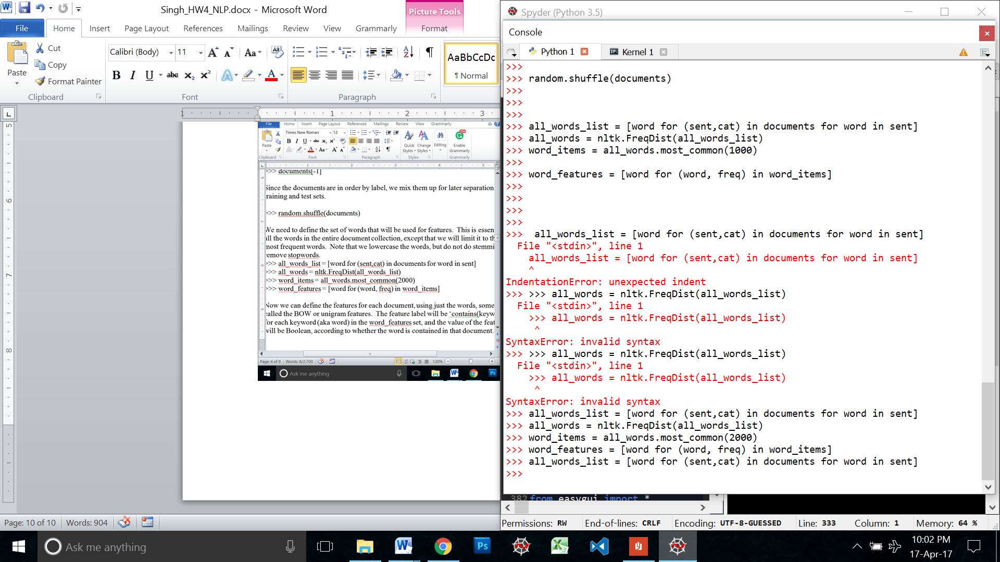 Singh_HW4_NLP.docx - Microsoft Word
Picture Tools
File
Home
Insert
Page Layout
References
Mailings
Review
View
Grammarly
Format
Paste
Cut
Copy
Format Painter
Clipboard
Calibri (Body)
11
Font
Paragraph
AaBbCcDc
¶ Normal
1 1 2 3
File Home Insert Page Layout References Mailings Review View Grammarly
Times New Roman 12
Paste
Quick Styles
Change Styles
Editing
Enable Grammarly
Clipboard Font Paragraph Styles Grammarly
>>> documents[-1]
Since the documents are in order by label, we mix them up for later separation
training and test sets.
>>> random.shuffle(documents)
We need to define the set of words that will be used for features. This is essen
all the words in the entire document collection, except that we will limit it to th
most frequent words. Note that we lowercase the words, but do not do stemmi
remove stopwords.
>>> all_words_list = [word for (sent,cat) in documents for word in sent]
>>> all_words = nltk.FreqDist(all_words_list)
>>> word_items = all_words.most_common(2000)
>>> word_features = [word for (word, freq) in word_items]
Now we can define the features for each document, using just the words, some
called the BOW or unigram features. The feature label will be ‘contains(keyw
for each keyword (aka word) in the word_features set, and the value of the feat
will be Boolean, according to whether the word is contained in that document.
Page: 4 of 9 Words: 8/2,700 120%
Ask me anything
Page: 10 of 10 Words: 904
Spyder (Python 3.5)
Console
Python 1
Kernel 1
>>>
>>> random.shuffle(documents)
>>>
>>>
>>>
>>> all_words_list = [word for (sent,cat) in documents for word in sent]
>>> all_words = nltk.FreqDist(all_words_list)
>>> word_items = all_words.most_common(1000)
>>>
>>> word_features = [word for (word, freq) in word_items]
>>>
>>>
>>>
>>>
>>>  all_words_list = [word for (sent,cat) in documents for word in sent]
File "<stdin>", line 1
all_words_list = [word for (sent,cat) in documents for word in sent]
^
IndentationError: unexpected indent
>>> >>> all_words = nltk.FreqDist(all_words_list)
File "<stdin>", line 1
>>> all_words = nltk.FreqDist(all_words_list)
^
SyntaxError: invalid syntax
>>> >>> all_words = nltk.FreqDist(all_words_list)
File "<stdin>", line 1
>>> all_words = nltk.FreqDist(all_words_list)
^
SyntaxError: invalid syntax
>>> all_words_list = [word for (sent,cat) in documents for word in sent]
>>> all_words = nltk.FreqDist(all_words_list)
>>> word_items = all_words.most_common(2000)
>>> word_features = [word for (word, freq) in word_items]
>>> all_words_list = [word for (sent,cat) in documents for word in sent]
>>>
382 from easygui import *
Permissions: RW End-of-lines: CRLF Encoding: UTF-8-GUESSED Line: 333 Column: 1 Memory: 64 %
Ask me anything
10:02 PM
17-Apr-17